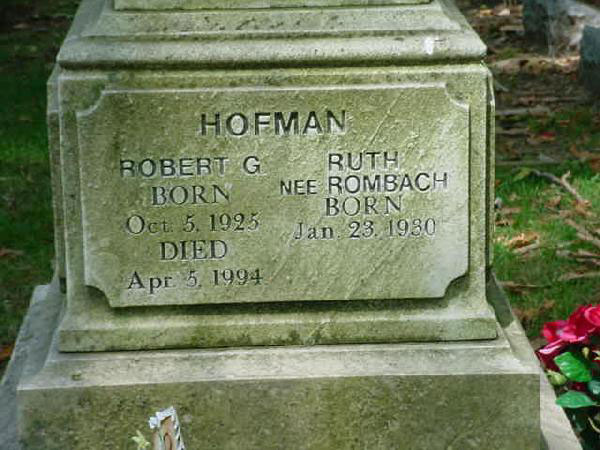 HOFMAN
ROBERT G
BORN
Oct. 5, 1925
DIED
Apr. 5, 1994
RUTH
NEE ROMBACH
BORN
Jan. 23, 1930